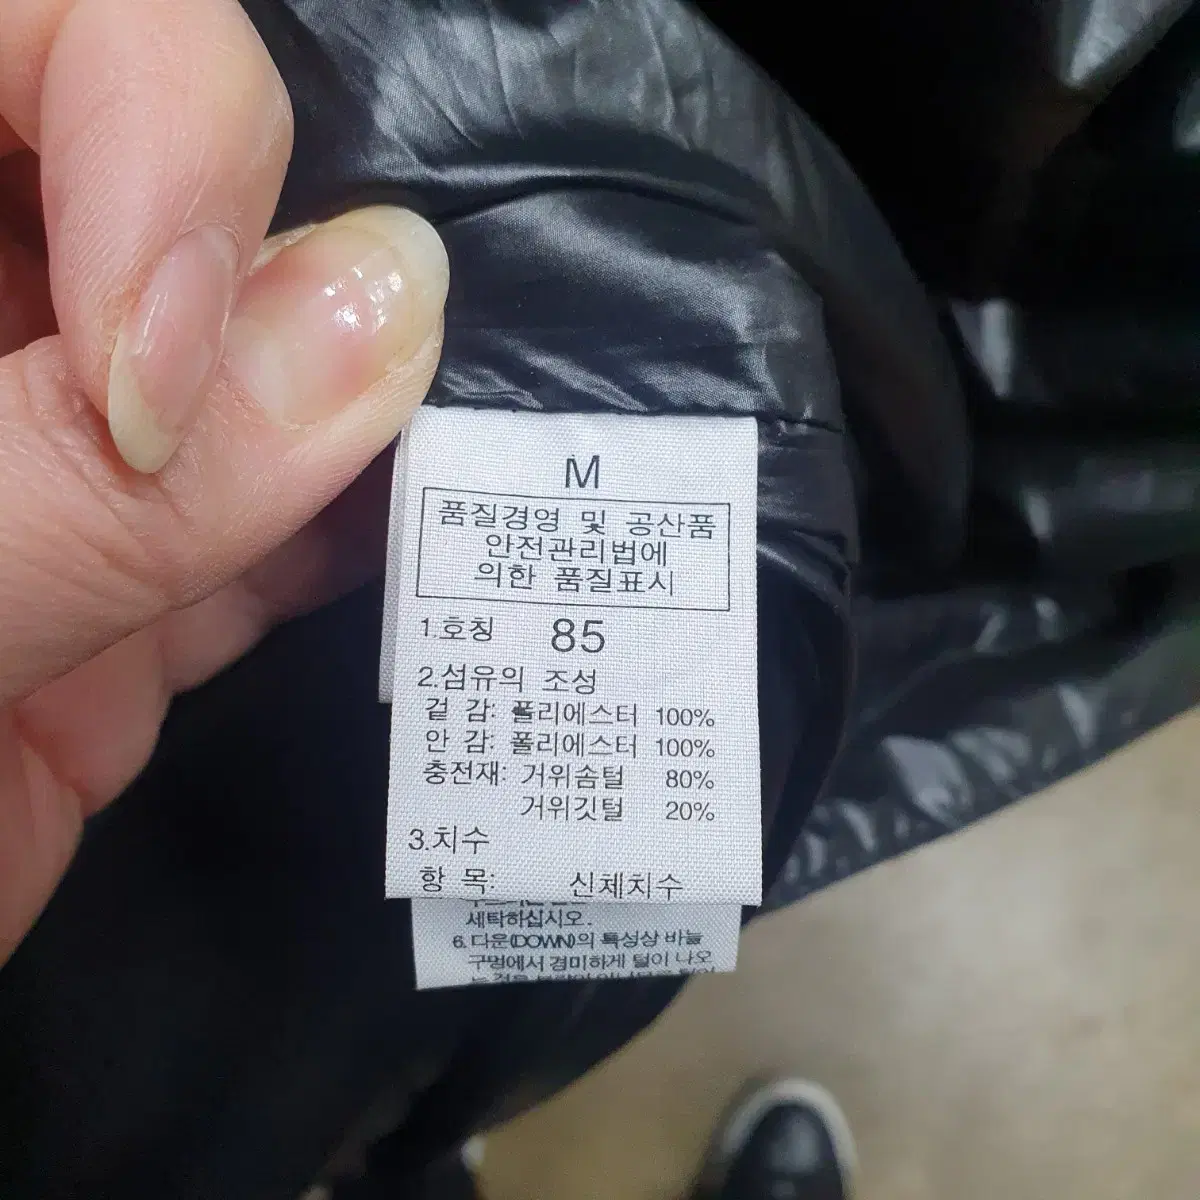 M
품질경영 및 공산품
안전관리법에
의한 품질표시
1.호칭 85
2.섬유의 조성
겉 감: 폴리에스터 100%
안 감: 폴리에스터 100%
충전재: 거위솜털 80%
거위깃털 20%
3.치수
항 목: 신체치수
세탁하십시오.
6.다운(DOWN)의 특성상 바늘
구멍에서 경미하게 털이 나오